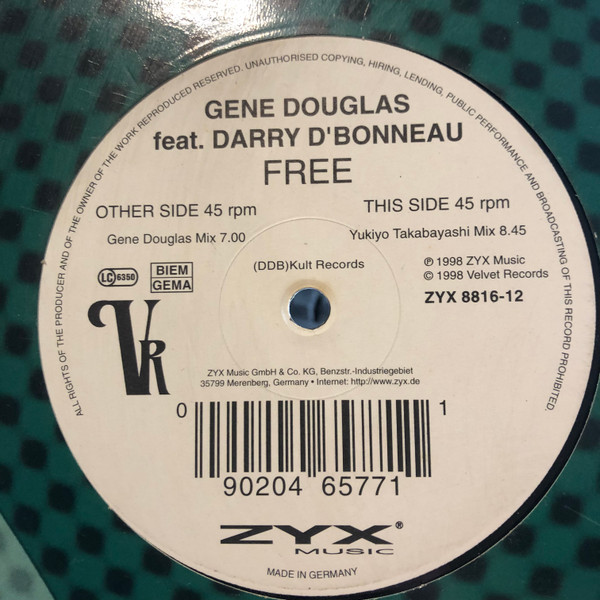 ALL RIGHTS OF THE PRODUCER AND OF THE OWNER OF THE WORK REPRODUCED RESERVED. UNAUTHORISED COPYING, HIRING, LENDING, PUBLIC PERFORMANCE AND BROADCASTING OF THIS RECORD PROHIBITED.
GENE DOUGLAS
feat. DARRY D'BONNEAU
FREE
OTHER SIDE 45 rpm
Gene Douglas Mix 7.00
THIS SIDE 45 rpm
Yukiyo Takabayashi Mix 8.45
(DDB)Kult Records
LC 6350
BIEM
GEMA
℗ 1998 ZYX Music
© 1998 Velvet Records
ZYX 8816-12
VR
ZYX Music GmbH & Co. KG, Benzstr.-Industriegebiet
35799 Merenberg, Germany • Internet: http://www.zyx.de
0 90204 65771 1
ZYX®
MUSIC
MADE IN GERMANY